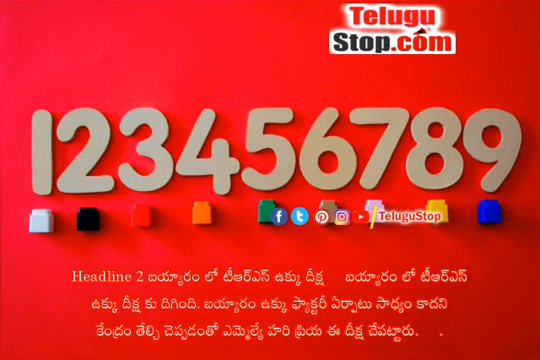 Telugu
Stop.com
123456789
/TeluguStop
Headline 2 బయ్యారం లో టీఆర్ఎస్ ఉక్కు దీక్ష బయ్యారం లో టీఆర్ఎస్
ఉక్కు దీక్ష కు దిగింది. బయ్యారం ఉక్కు ఫ్యాక్టరీ ఏర్పాటు సాధ్యం కాదని
కేంద్రం తేల్చి చెప్పడంతో ఎమ్మెల్యే హరి ప్రియ ఈ దీక్ష చేపట్టారు. .